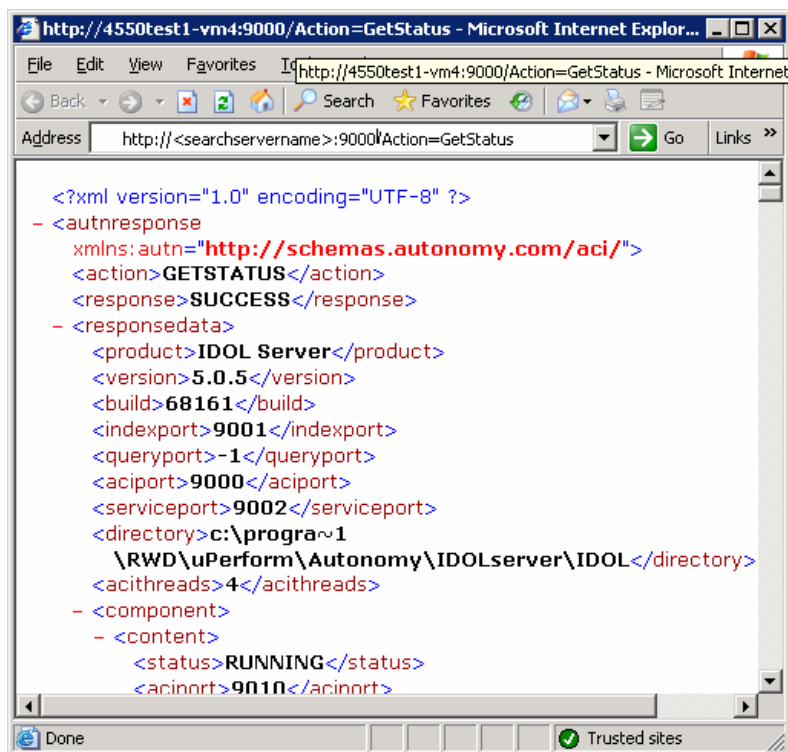 http://4550test1-vm4:9000/Action=GetStatus - Microsoft Internet Explor...
File Edit View Favorites
http://4550test1-vm4:9000/Action=GetStatus - Microsoft Internet
Back Search Favorites
Address http://<searchservername>:9000/Action=GetStatus Go Links »
<?xml version="1.0" encoding="UTF-8" ?>
- <autnresponse
xmlns:autn="http://schemas.autonomy.com/aci/">
<action>GETSTATUS</action>
<response>SUCCESS</response>
- <responsedata>
<product>IDOL Server</product>
<version>5.0.5</version>
<build>68161</build>
<indexport>9001</indexport>
<queryport>-1</queryport>
<aciport>9000</aciport>
<serviceport>9002</serviceport>
<directory>c:\progra~1
\RWD\uPerform\Autonomy\IDOLserver\IDOL</directory>
<acithreads>4</acithreads>
- <component>
- <content>
<status>RUNNING</status>
<aciport>9010</aciport>
Done Trusted sites